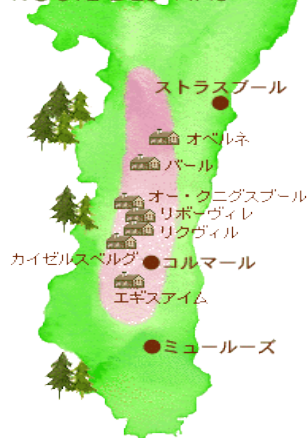 ストラスブール
オベルネ
バール
オー・クニグスブール
リボーヴィレ
リクヴィル
カイゼルスベルグ
コルマール
エギスアイム
ミュールーズ